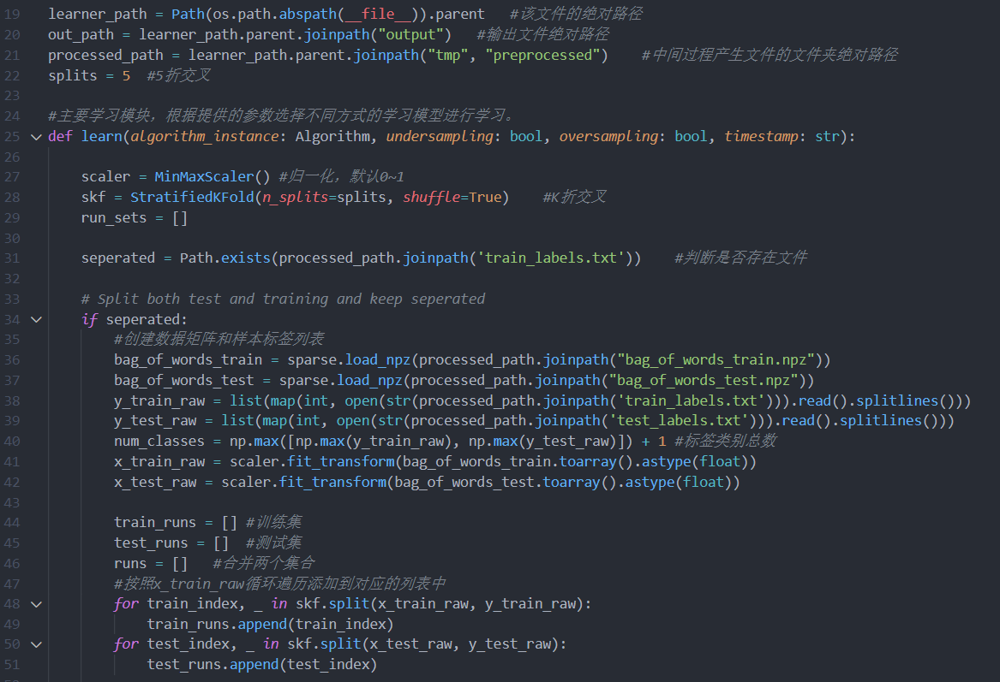 19 learner_path = Path(os.path.abspath(__file__)).parent #该文件的绝对路径
20 out_path = learner_path.parent.joinpath("output") #输出文件绝对路径
21 processed_path = learner_path.parent.joinpath("tmp", "preprocessed") #中间过程产生文件的文件夹绝对路径
22 splits = 5 #5折交叉
23
24 #主要学习模块，根据提供的参数选择不同方式的学习模型进行学习。
25 def learn(algorithm_instance: Algorithm, undersampling: bool, oversampling: bool, timestamp: str):
26
27 scaler = MinMaxScaler() #归一化，默认0~1
28 skf = StratifiedKFold(n_splits=splits, shuffle=True) #K折交叉
29 run_sets = []
30
31 seperated = Path.exists(processed_path.joinpath('train_labels.txt')) #判断是否存在文件
32
33 # Split both test and training and keep seperated
34 if seperated:
35 #创建数据矩阵和样本标签列表
36 bag_of_words_train = sparse.load_npz(processed_path.joinpath("bag_of_words_train.npz"))
37 bag_of_words_test = sparse.load_npz(processed_path.joinpath("bag_of_words_test.npz"))
38 y_train_raw = list(map(int, open(str(processed_path.joinpath('train_labels.txt'))).read().splitlines()))
39 y_test_raw = list(map(int, open(str(processed_path.joinpath('test_labels.txt'))).read().splitlines()))
40 num_classes = np.max([np.max(y_train_raw), np.max(y_test_raw)]) + 1 #标签类别总数
41 x_train_raw = scaler.fit_transform(bag_of_words_train.toarray().astype(float))
42 x_test_raw = scaler.fit_transform(bag_of_words_test.toarray().astype(float))
43
44 train_runs = [] #训练集
45 test_runs = [] #测试集
46 runs = [] #合并两个集合
47 #按照x_train_raw循环遍历添加到对应的列表中
48 for train_index, _ in skf.split(x_train_raw, y_train_raw):
49 train_runs.append(train_index)
50 for test_index, _ in skf.split(x_test_raw, y_test_raw):
51 test_runs.append(test_index)